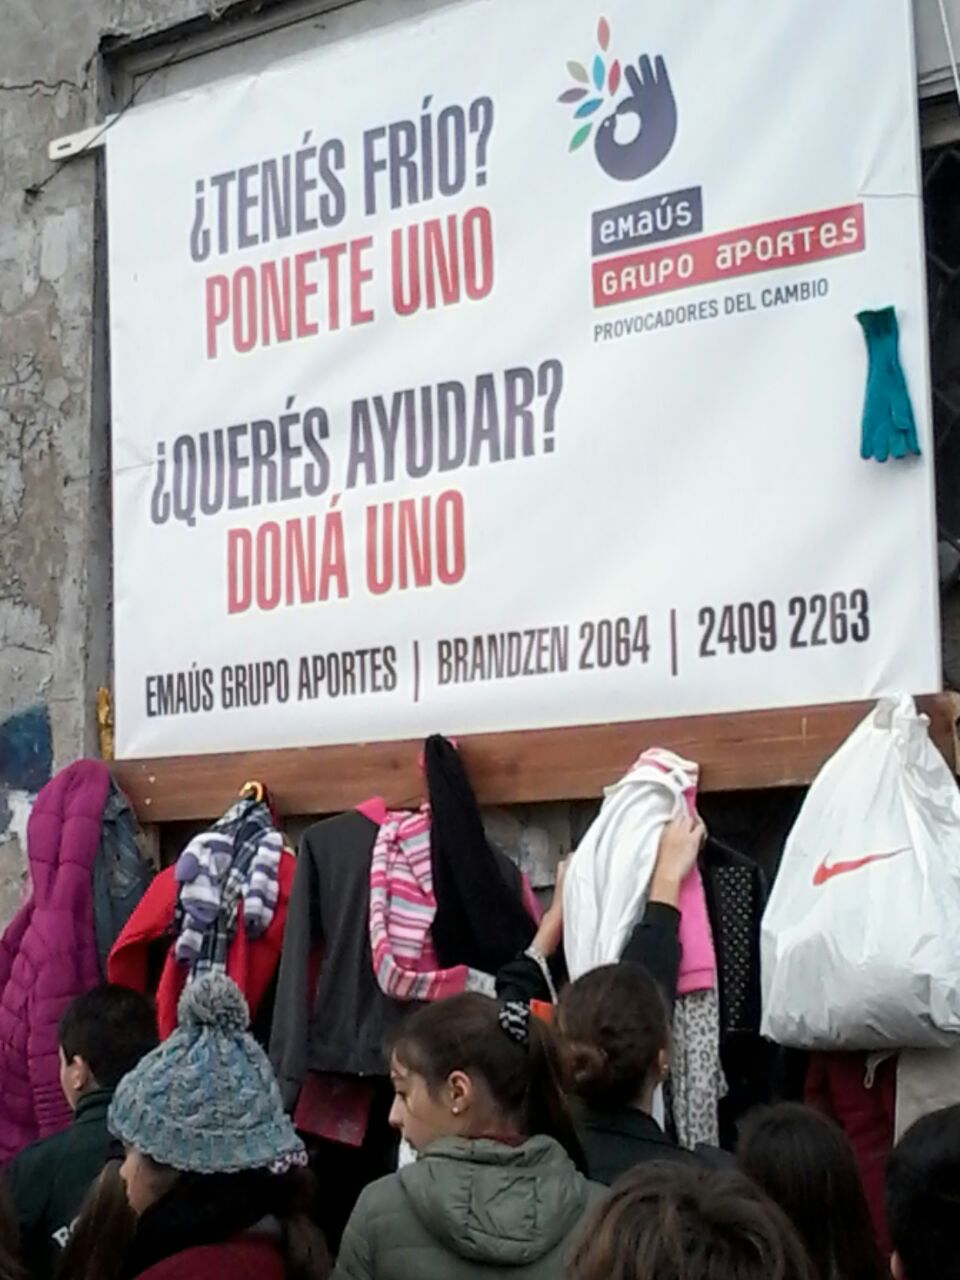 ¿TENÉS FRÍO?
PONETE UNO
emaús
GRUPO aPORTes
PROVOCADORES DEL CAMBIO
¿QUERÉS AYUDAR?
DONÁ UNO
EMAÚS GRUPO APORTES | BRANDZEN 2064 | 2409 2263